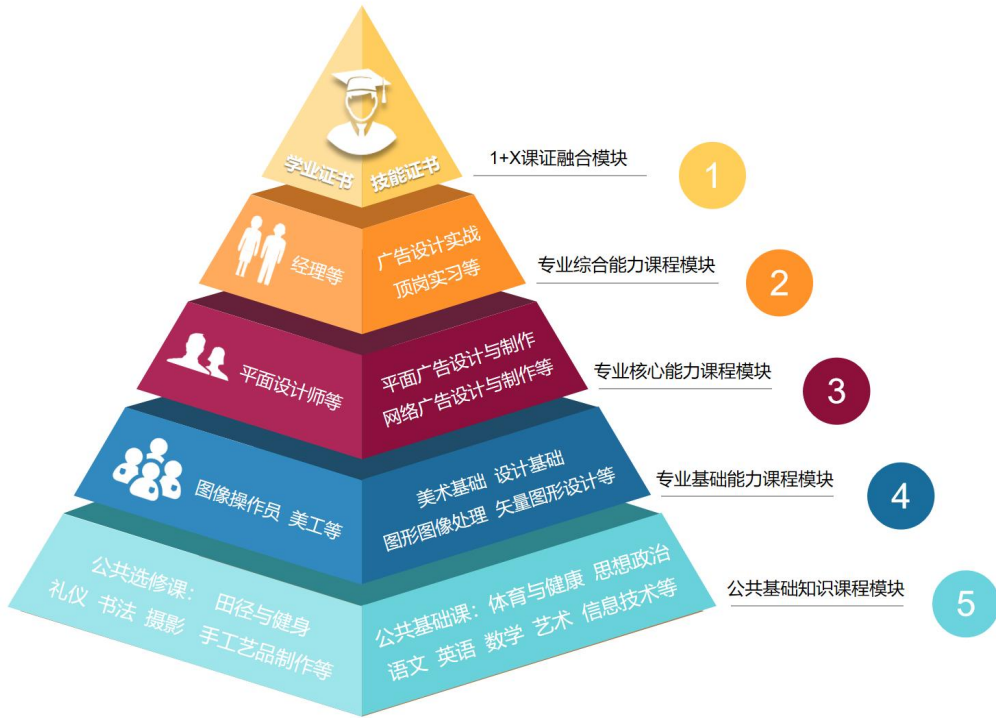 学业证书 技能证书
1+X课证融合模块
1
经理等
广告设计实战
顶岗实习等
专业综合能力课程模块
2
平面设计师等
平面广告设计与制作
网络广告设计与制作等
专业核心能力课程模块
3
图像操作员 美工等
美术基础 设计基础
图形图像处理 矢量图形设计等
专业基础能力课程模块
4
公共选修课： 田径与健身
礼仪 书法 摄影 手工艺品制作等
公共基础课：体育与健康 思想政治
语文 英语 数学 艺术 信息技术等
公共基础知识课程模块
5